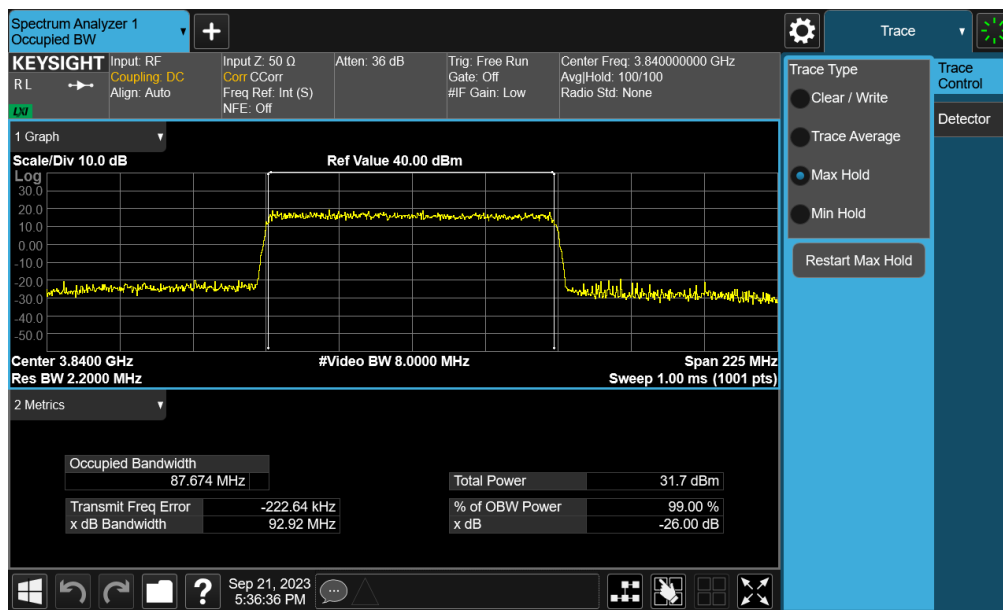 Spectrum Analyzer 1
Occupied BW
+
Trace
KEYSIGHT
R L
LXI
Input: RF
Coupling: DC
Align: Auto
Input Z: 50 Ω
Corr CCorr
Freq Ref: Int (S)
NFE: Off
Atten: 36 dB
Trig: Free Run
Gate: Off
#IF Gain: Low
Center Freq: 3.840000000 GHz
Avg|Hold: 100/100
Radio Std: None
Trace Type
Clear / Write
Trace Average
Max Hold
Min Hold
Restart Max Hold
Trace
Control
Detector
1 Graph
Scale/Div 10.0 dB
Ref Value 40.00 dBm
Log
30.0
20.0
10.0
0.00
-10.0
-20.0
-30.0
-40.0
-50.0
Center 3.8400 GHz
#Video BW 8.0000 MHz
Span 225 MHz
Res BW 2.2000 MHz
Sweep 1.00 ms (1001 pts)
2 Metrics
Occupied Bandwidth
87.674 MHz
Total Power 31.7 dBm
Transmit Freq Error -222.64 kHz
% of OBW Power 99.00 %
x dB Bandwidth 92.92 MHz
x dB -26.00 dB
?
Sep 21, 2023
5:36:36 PM